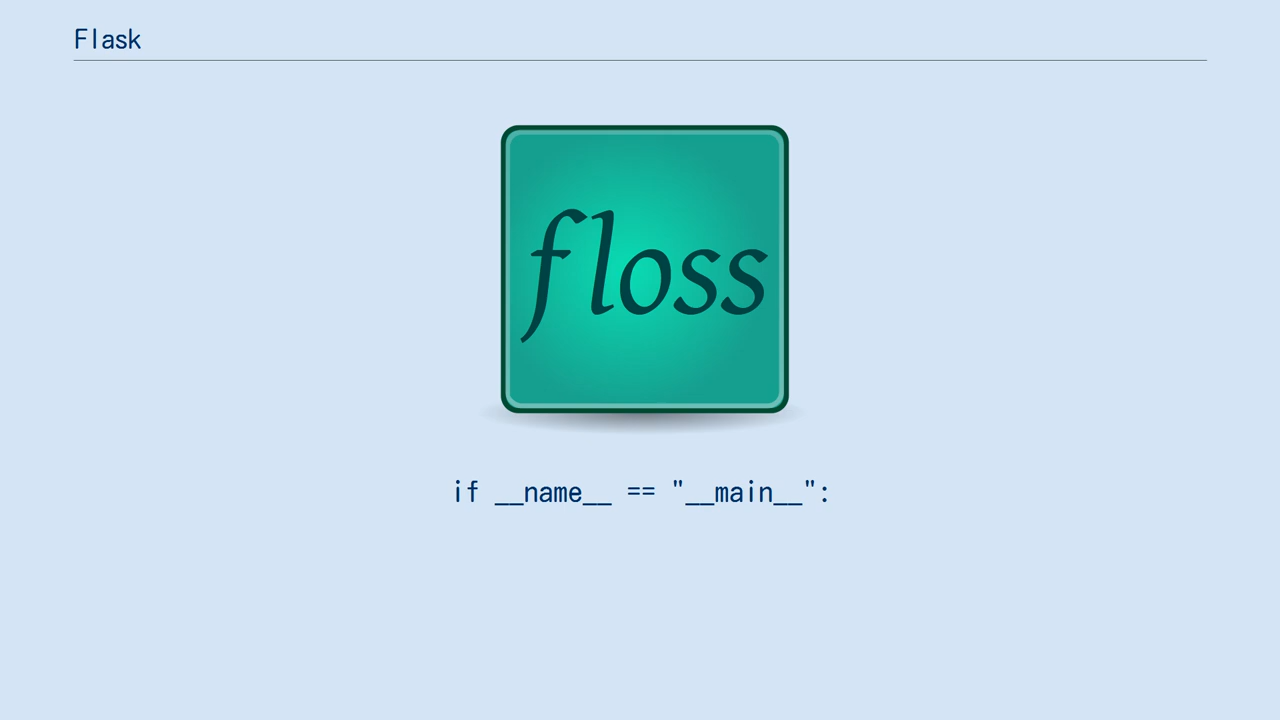 Flask
floss
if __name__ == "__main__":